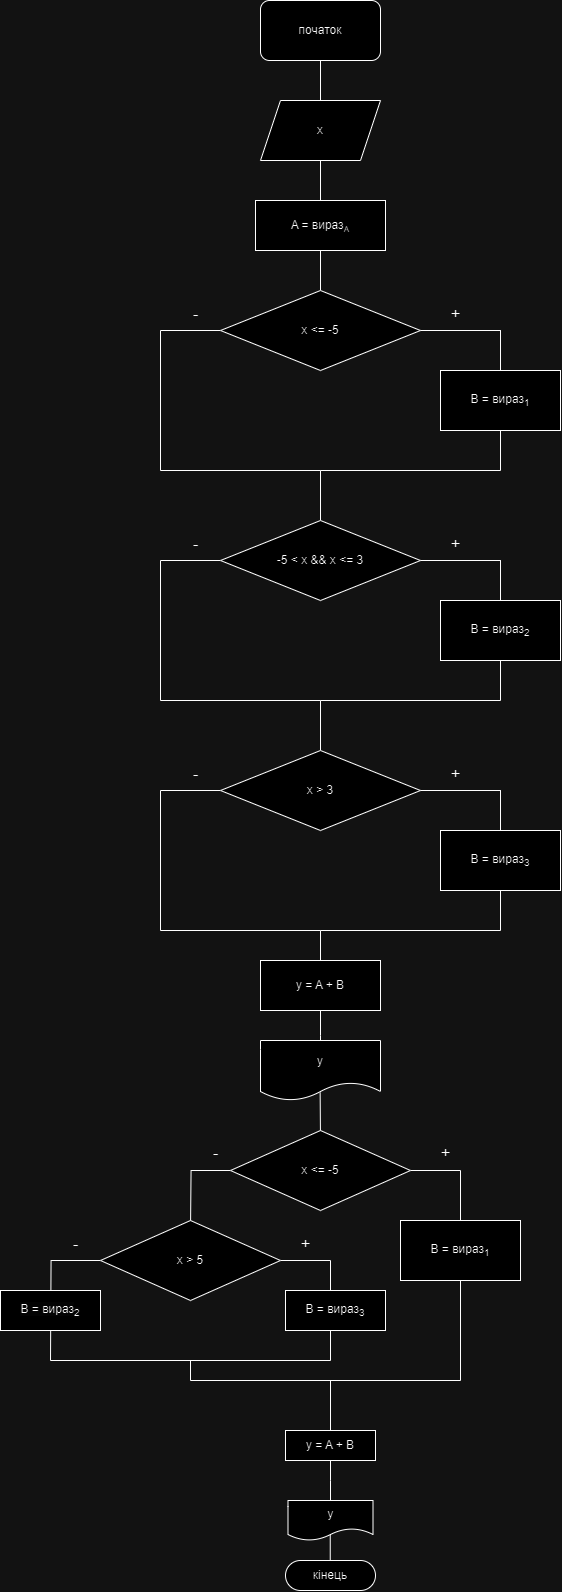 початок
x
A = виразA
x <= -5
-
+
B = вираз1
-5 < x && x <= 3
-
+
B = вираз2
x > 3
-
+
B = вираз3
y = A + B
y
x <= -5
-
+
B = вираз1
x > 5
-
+
B = вираз2
B = вираз3
y = A + B
y
кінець